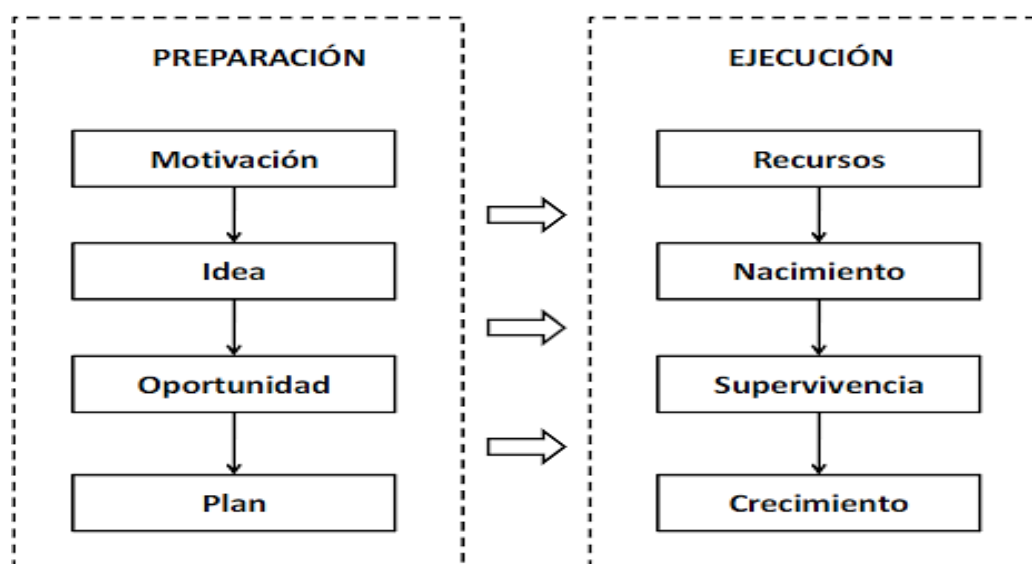 PREPARACIÓN
Motivación
Idea
Oportunidad
Plan
EJECUCIÓN
Recursos
Nacimiento
Supervivencia
Crecimiento